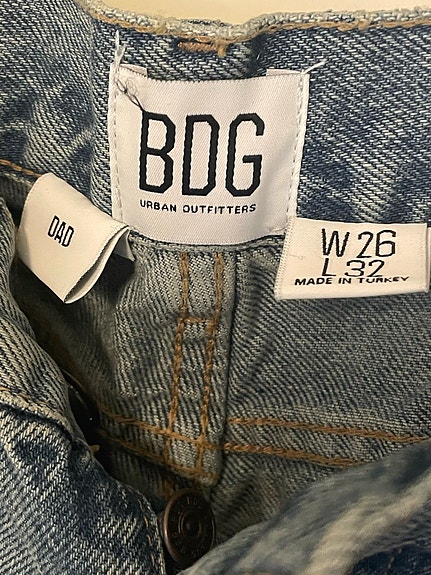 BDG
URBAN OUTFITTERS
DAD
W 26
L 32
MADE IN TURKEY